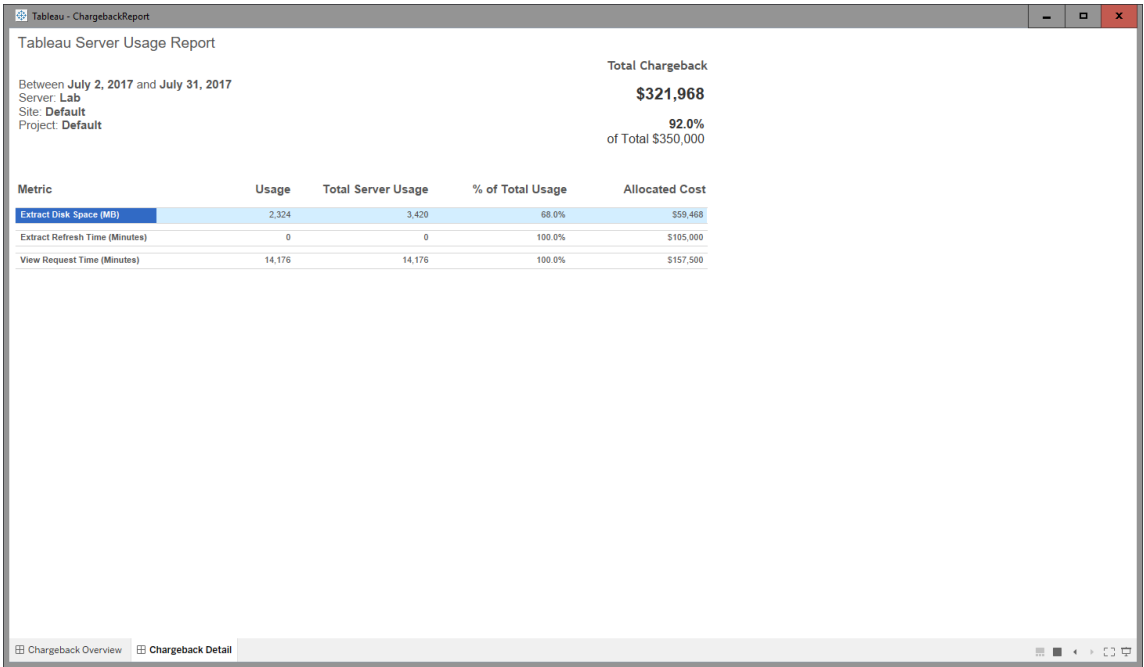 Tableau - ChargebackReport
Tableau Server Usage Report
Total Chargeback
$321,968
92.0%
of Total $350,000
Between July 2, 2017 and July 31, 2017
Server: Lab
Site: Default
Project: Default
Metric Usage Total Server Usage % of Total Usage Allocated Cost
Extract Disk Space (MB) 2,324 3,420 68.0% $59,468
Extract Refresh Time (Minutes) 0 0 100.0% $105,000
View Request Time (Minutes) 14,176 14,176 100.0% $157,500
Chargeback Overview Chargeback Detail